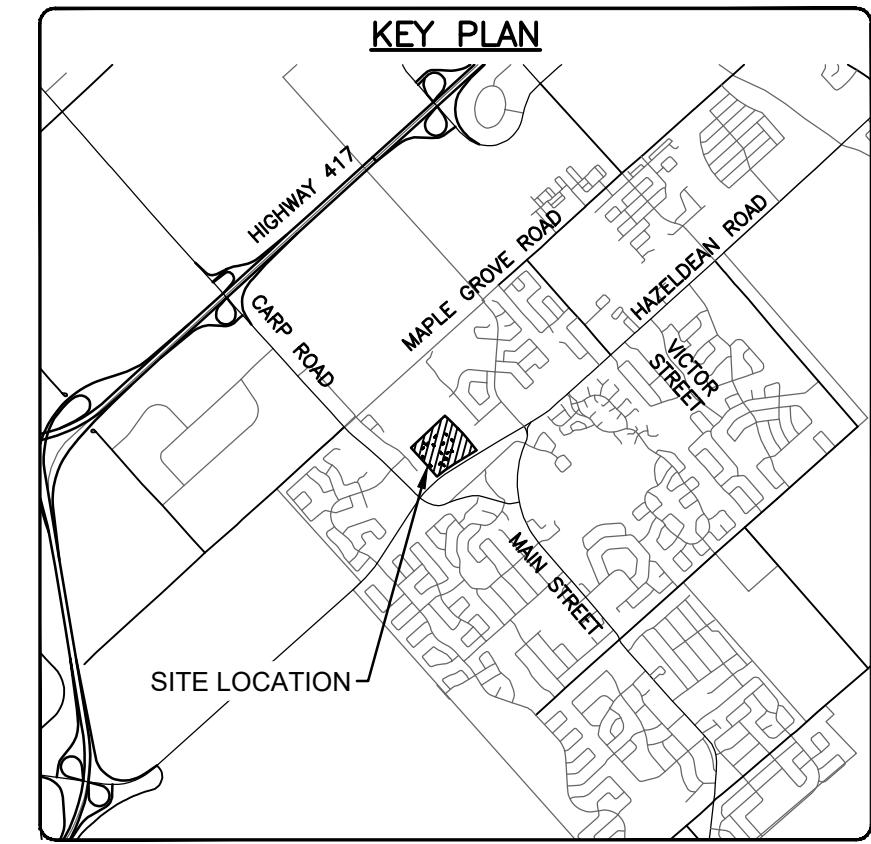 KEY PLAN
HIGHWAY 417
MAPLE GROVE ROAD
HAZELDEAN ROAD
CARP ROAD
VICTOR
STREET
MAIN STREET
SITE LOCATION